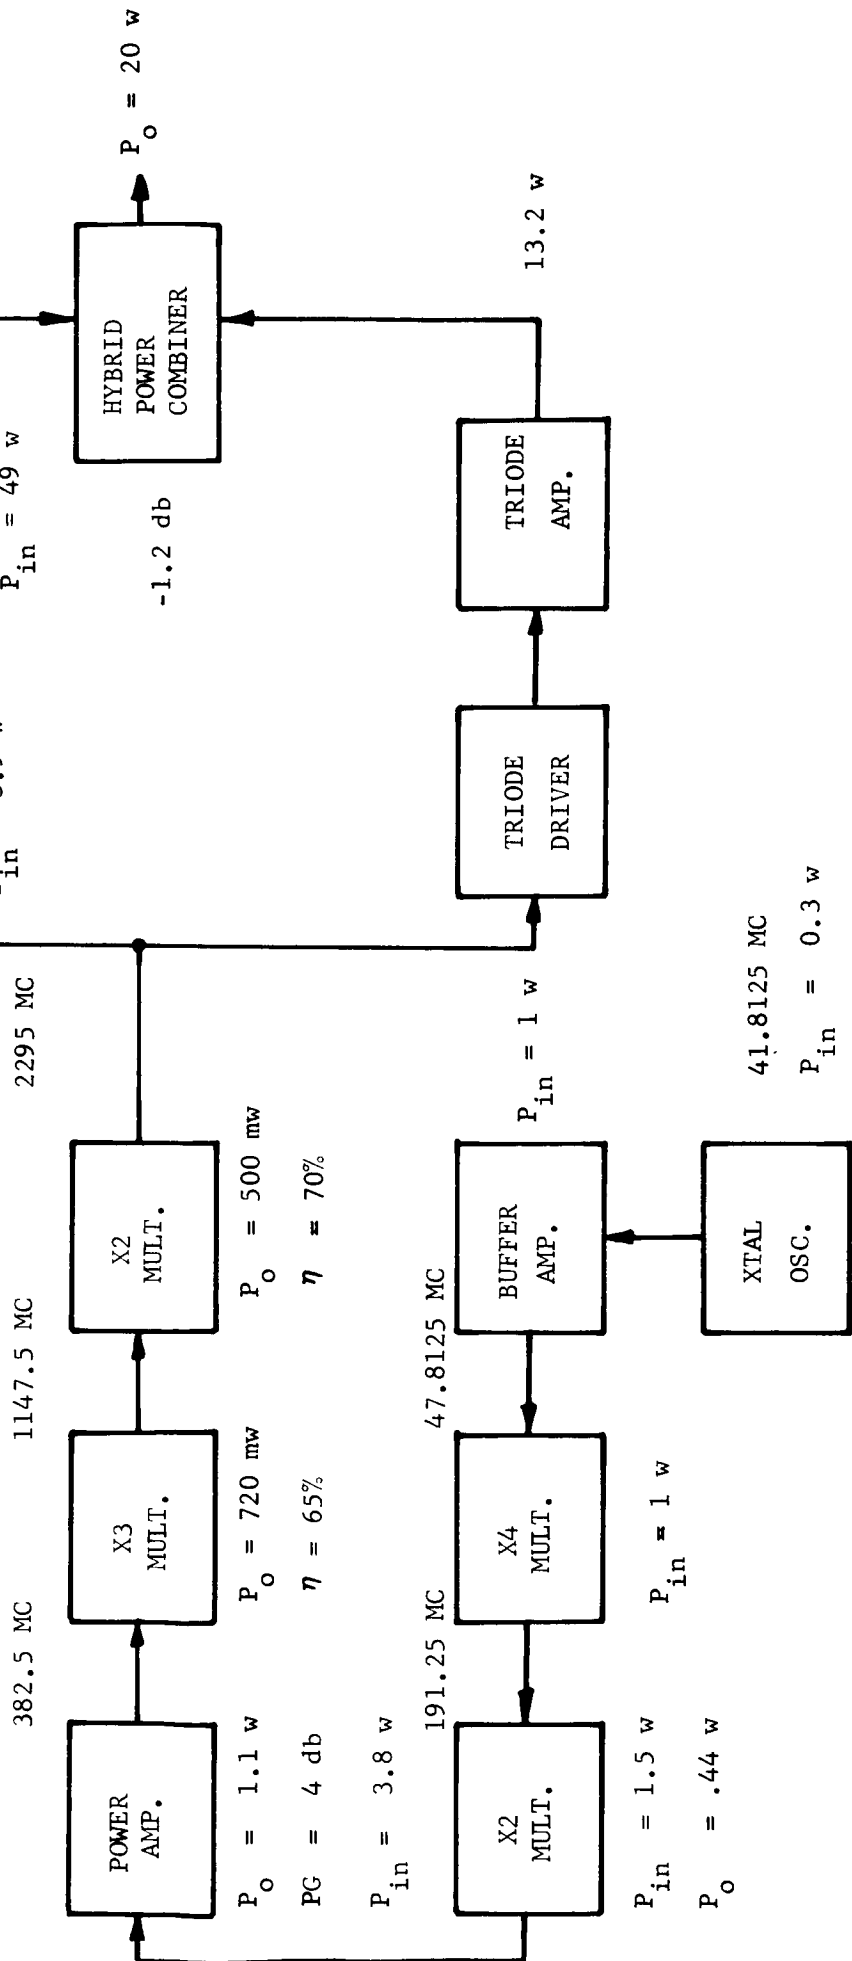 P_in = 49 w
382.5 MC
1147.5 MC
2295 MC
POWER
AMP.
X3
MULT.
X2
MULT.
HYBRID
POWER
COMBINER
P_o = 20 w
P_o = 1.1 w
PG = 4 db
P_in = 3.8 w
P_o = 720 mw
η = 65%
P_o = 500 mw
η = 70%
-1.2 db
191.25 MC
47.8125 MC
X2
MULT.
X4
MULT.
BUFFER
AMP.
TRIODE
DRIVER
TRIODE
AMP.
13.2 w
P_in = 1 w
P_in = 1.5 w
P_o = .44 w
P_in = 1 w
XTAL
OSC.
41.8125 MC
P_in = 0.3 w